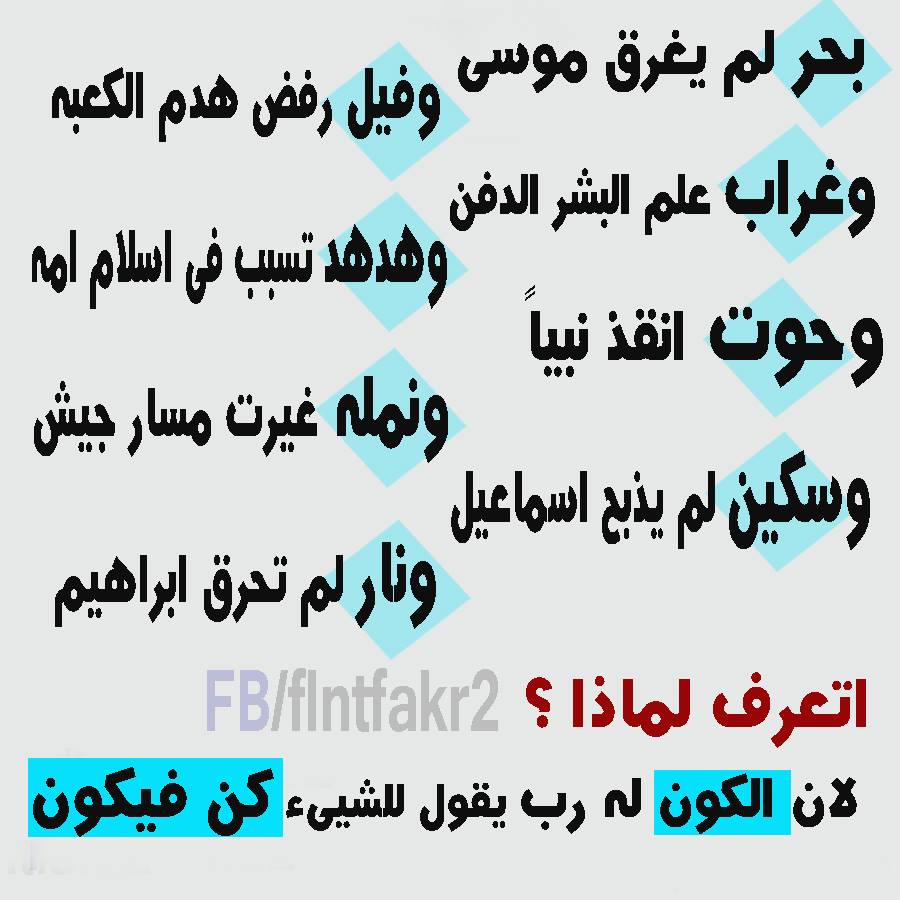 بحر لم يغرق موسى
وفيل رفض هدم الكعبه
وغراب علم البشر الدفن
وهدهد تسبب فى اسلام امه
وحوت انقذ نبياً
ونمله غيرت مسار جيش
وسكين لم يذبح اسماعيل
ونار لم تحرق ابراهيم
اتعرف لماذا ؟
FB/flntfakr2
لان الكون له رب يقول للشيىء كن فيكون